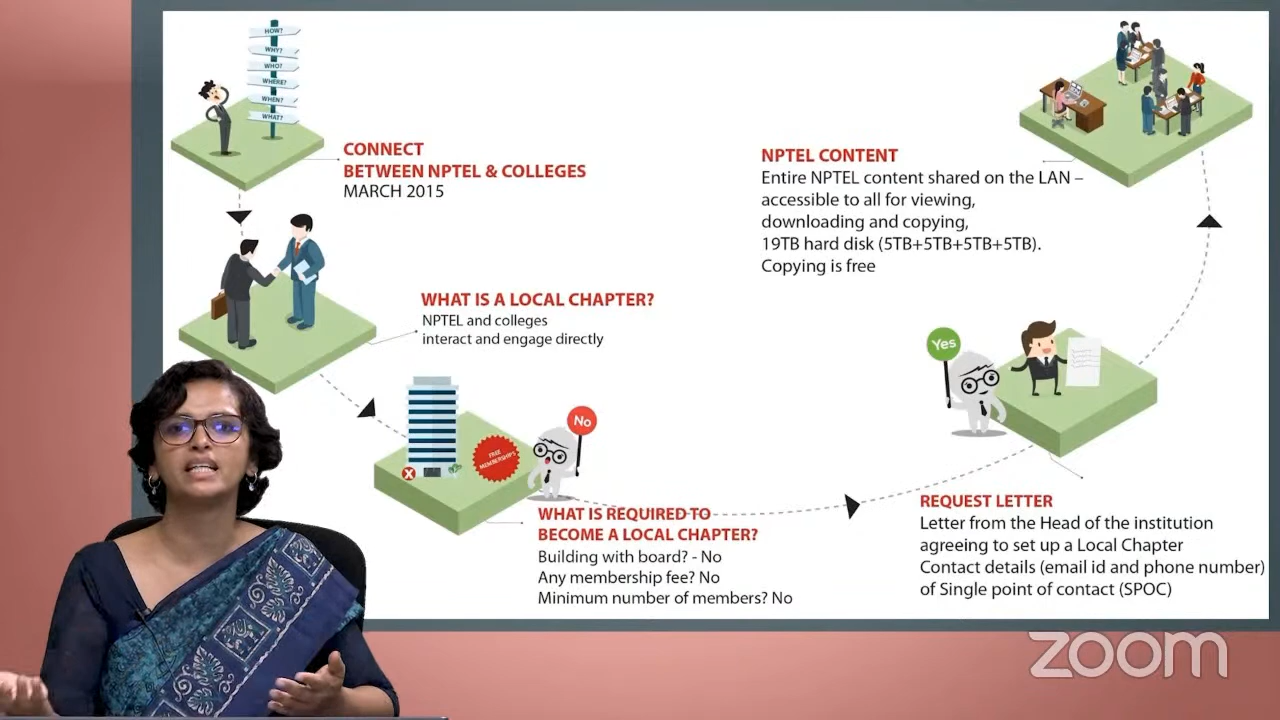 HOW?
WHY?
WHO?
WHERE?
WHEN?
WHAT?
CONNECT
BETWEEN NPTEL & COLLEGES
MARCH 2015
WHAT IS A LOCAL CHAPTER?
NPTEL and colleges
interact and engage directly
FREE
MEMBERSHIPS
No
WHAT IS REQUIRED TO
BECOME A LOCAL CHAPTER?
Building with board? - No
Any membership fee? No
Minimum number of members? No
Yes
REQUEST LETTER
Letter from the Head of the institution
agreeing to set up a Local Chapter
Contact details (email id and phone number)
of Single point of contact (SPOC)
NPTEL CONTENT
Entire NPTEL content shared on the LAN –
accessible to all for viewing,
downloading and copying,
19TB hard disk (5TB+5TB+5TB+5TB).
Copying is free
zoom